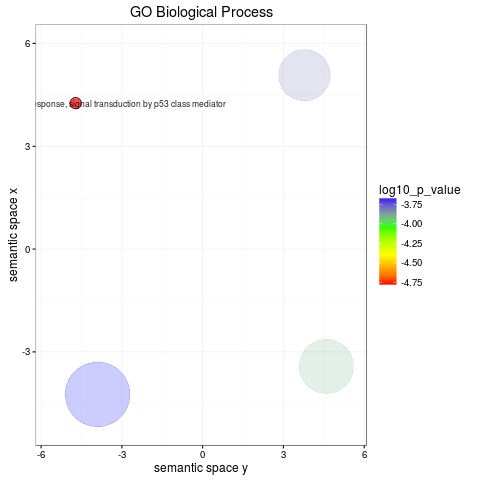 GO Biological Process
6
3
0
-3
signal transduction by p53 class mediator
semantic space x
-6
-3
0
3
6
semantic space y
log10_p_value
-3.75
-4.00
-4.25
-4.50
-4.75